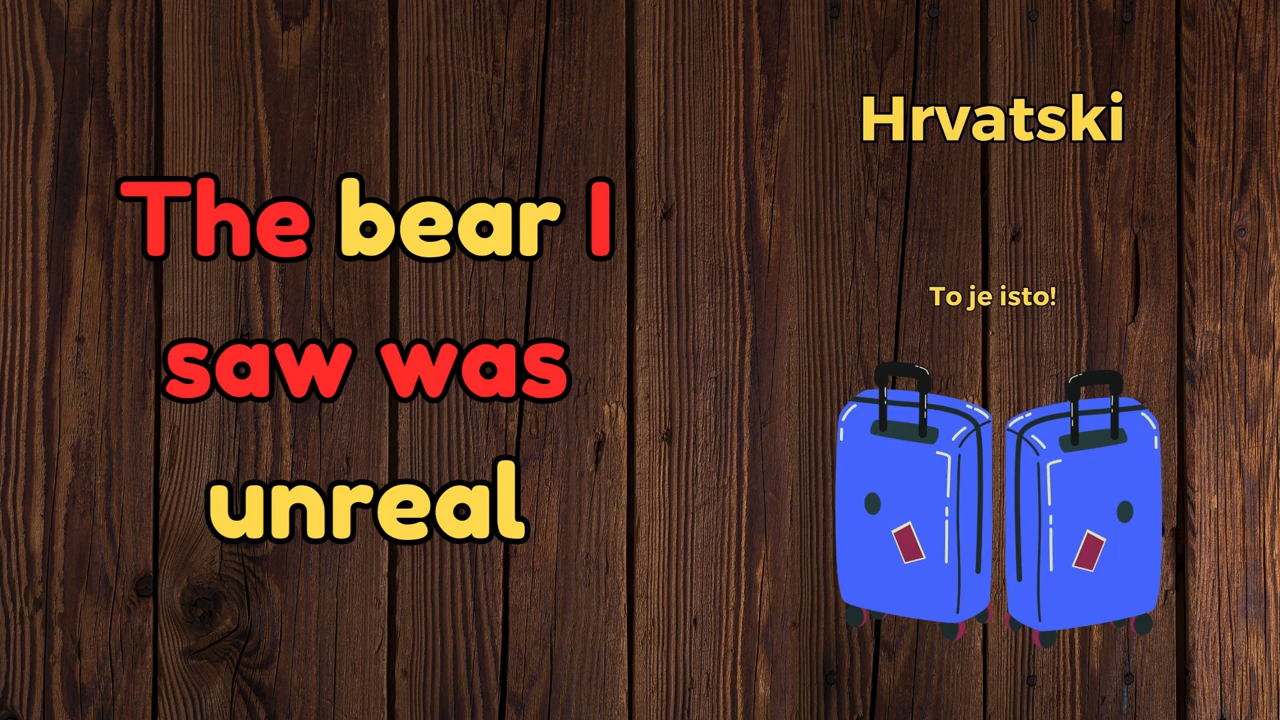 The bear I
saw was
unreal
Hrvatski
To je isto!